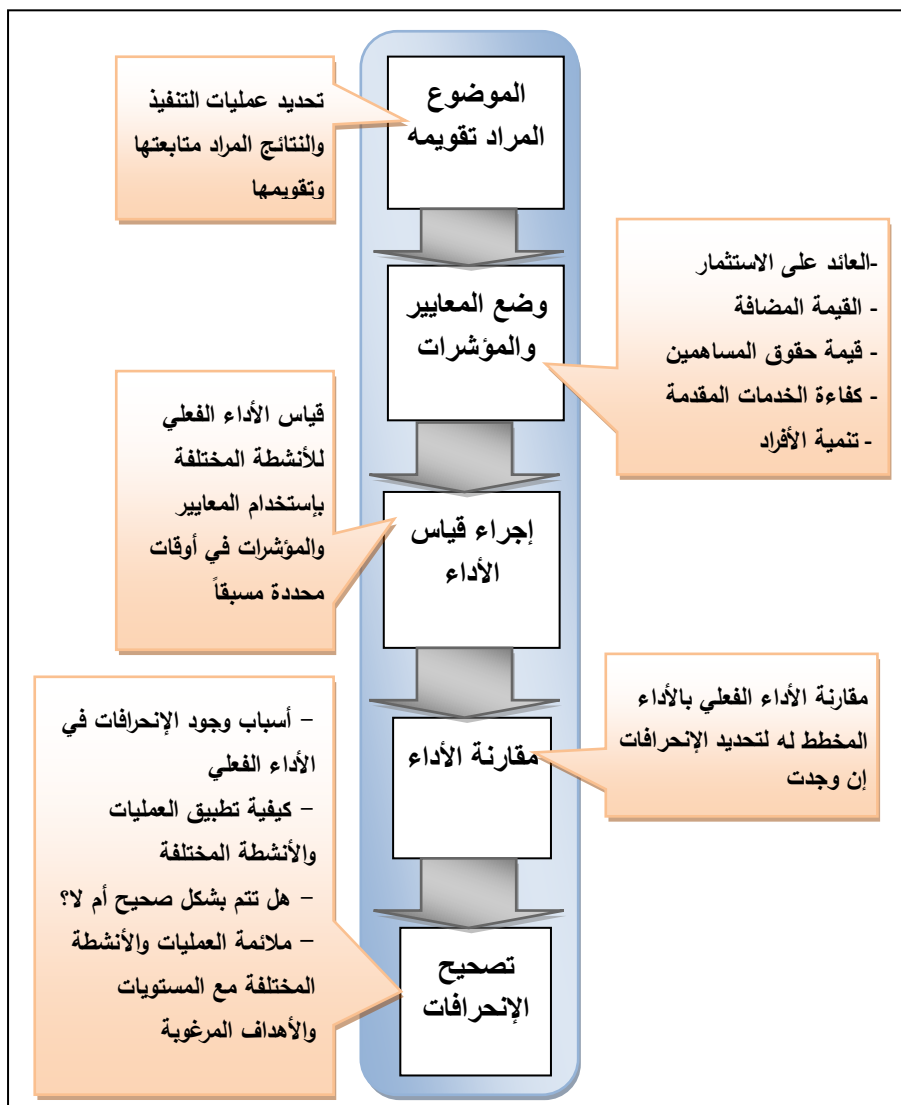 الموضوع
المراد تقويمه
تحديد عمليات التنفيذ
والنتائج المراد متابعتها
وتقويمها
وضع المعايير
والمؤشرات
-العائد على الاستثمار
- القيمة المضافة
- قيمة حقوق المساهمين
- كفاءة الخدمات المقدمة
- تنمية الأفراد
إجراء قياس
الأداء
قياس الأداء الفعلي
للأنشطة المختلفة
بإستخدام المعايير
والمؤشرات في أوقات
محددة مسبقاً
مقارنة الأداء
مقارنة الأداء الفعلي بالأداء
المخطط له لتحديد الإنحرافات
إن وجدت
تصحيح
الإنحرافات
– أسباب وجود الإنحرافات في
الأداء الفعلي
– كيفية تطبيق العمليات
والأنشطة المختلفة
– هل تتم بشكل صحيح أم لا؟
– ملائمة العمليات والأنشطة
المختلفة مع المستويات
والأهداف المرغوبة